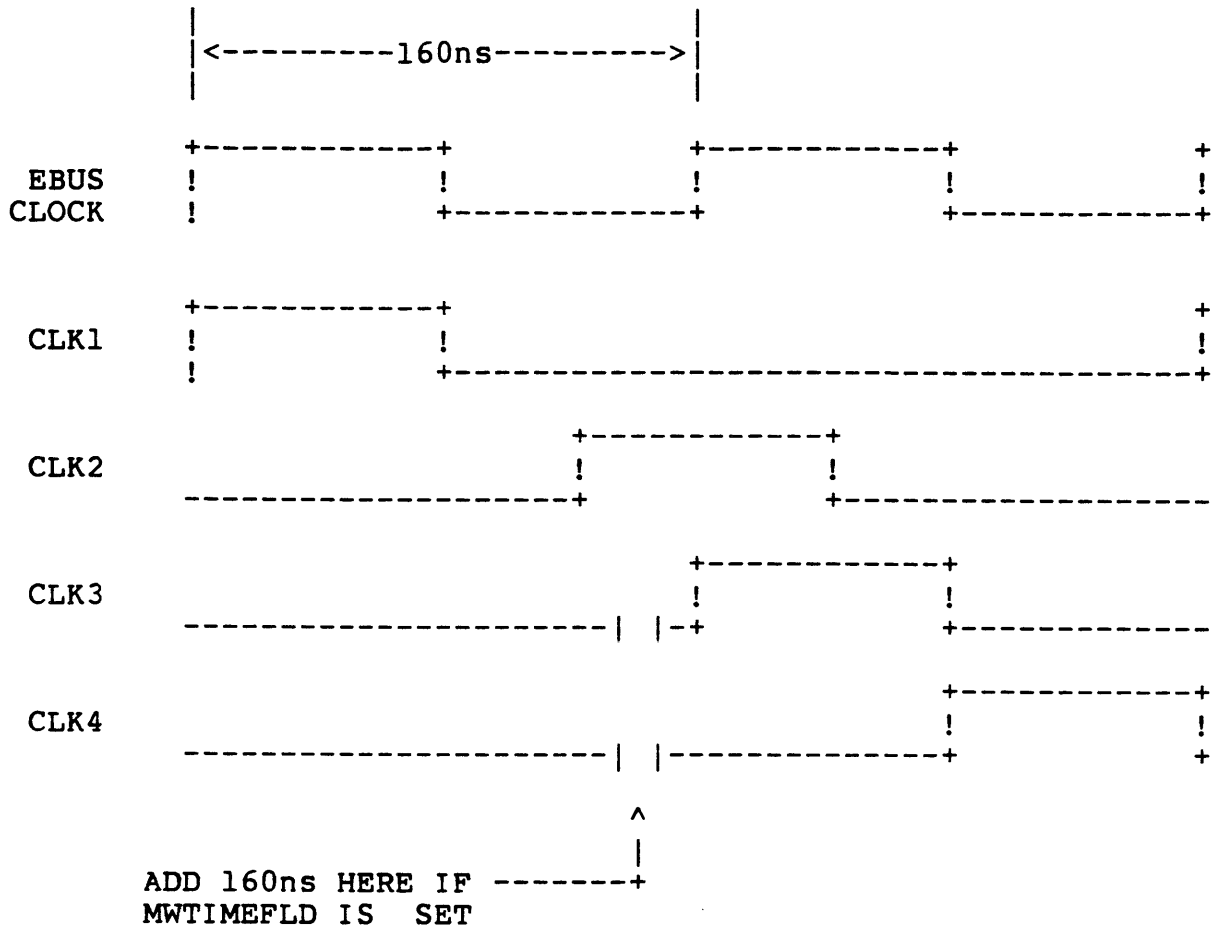 160ns
EBUS
CLOCK
CLK1
CLK2
CLK3
CLK4
ADD 160ns HERE IF
MWTIMEFLD IS SET